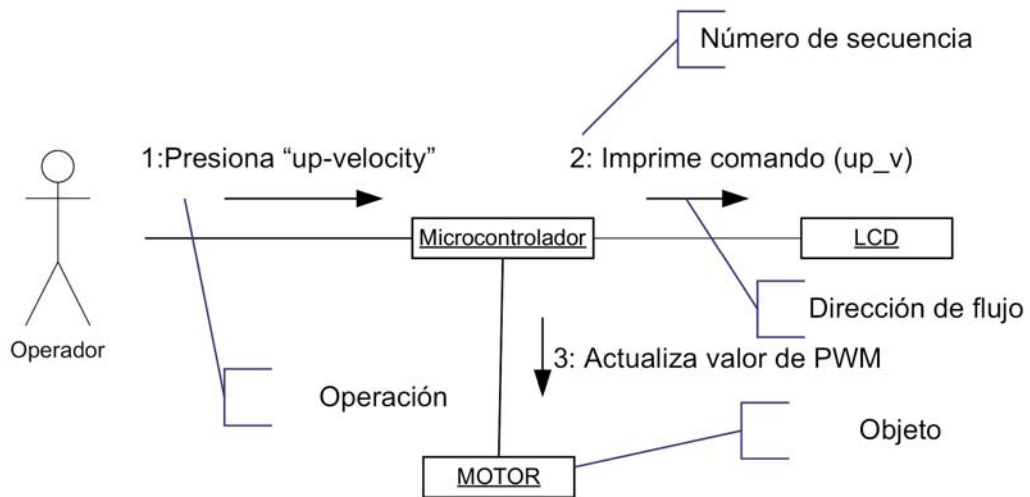 Número de secuencia
1:Presiona “up-velocity”
2: Imprime comando (up_v)
Microcontrolador
LCD
Dirección de flujo
Operador
3: Actualiza valor de PWM
Operación
Objeto
MOTOR